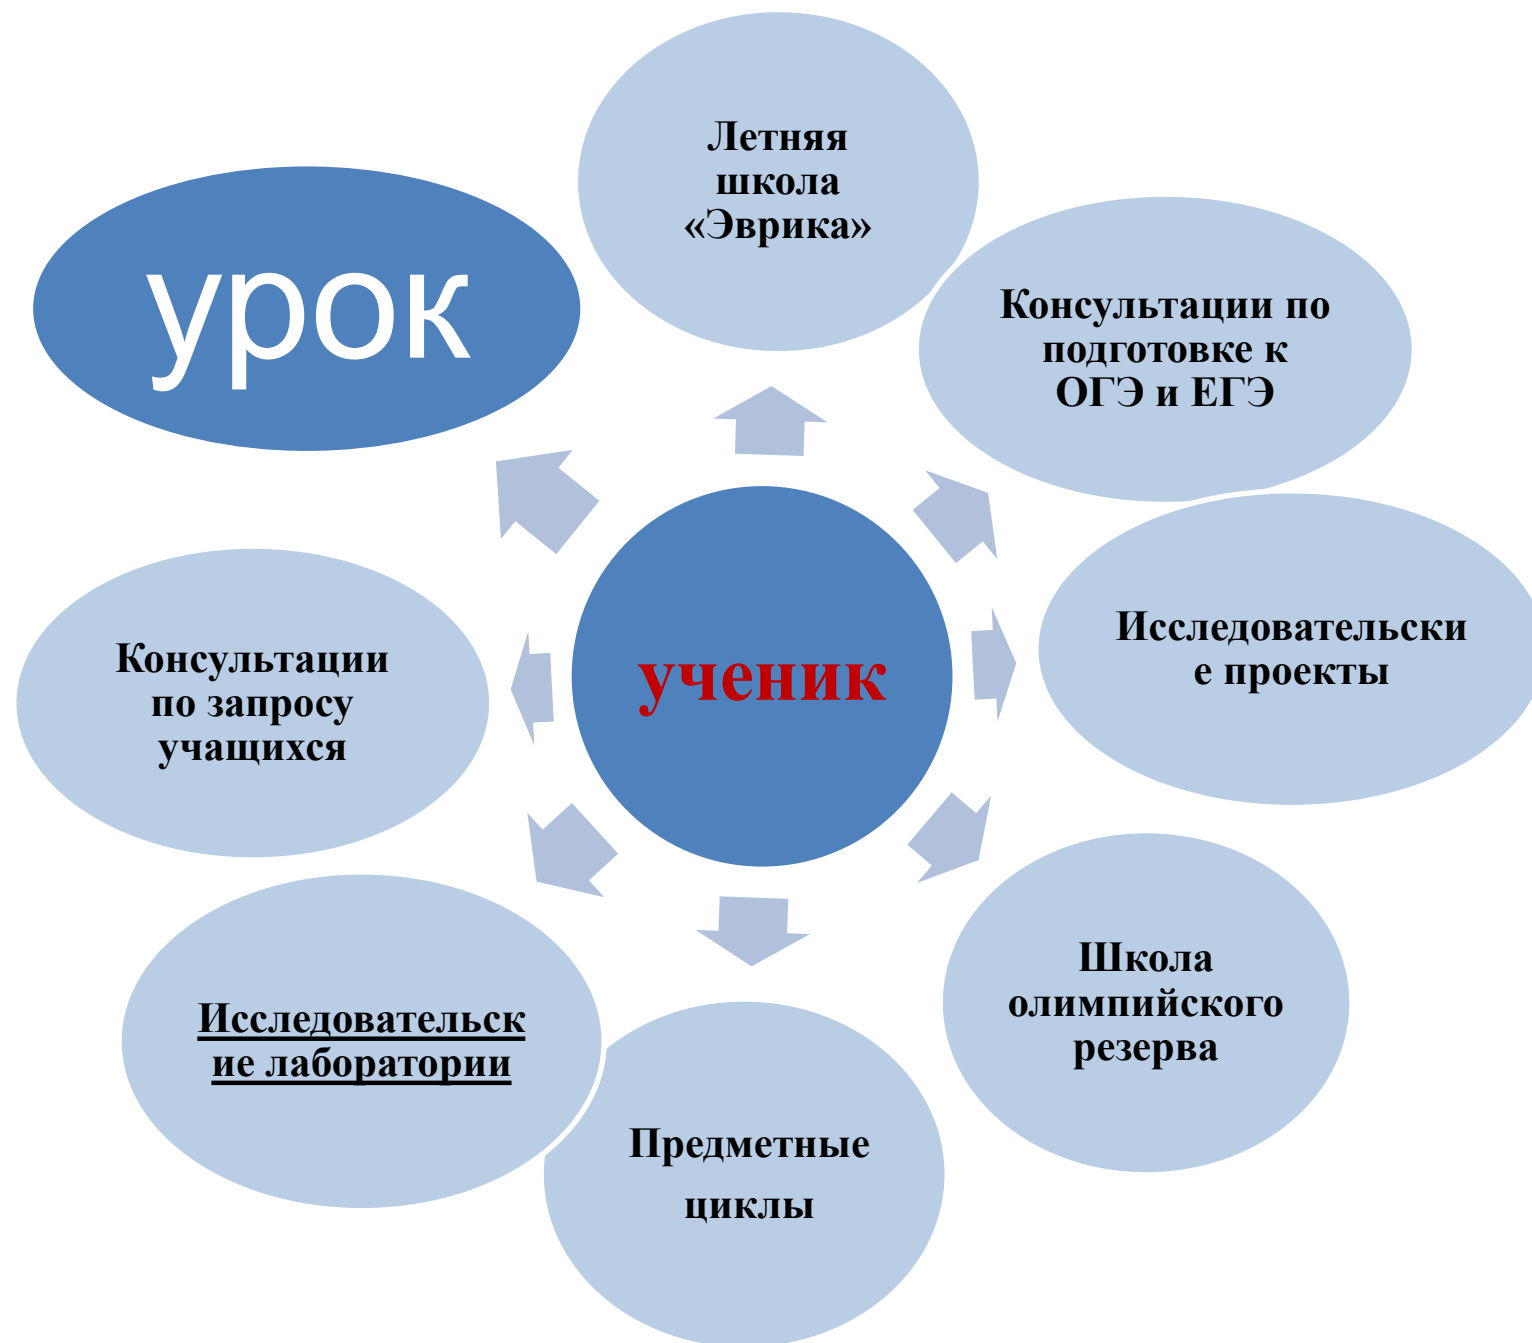 Летняя
школа
«Эврика»
урок
Консультации по
подготовке к
ОГЭ и ЕГЭ
Исследовательски
е проекты
ученик
Консультации
по запросу
учащихся
Школа
олимпийского
резерва
Исследовательск
ие лаборатории
Предметные
циклы